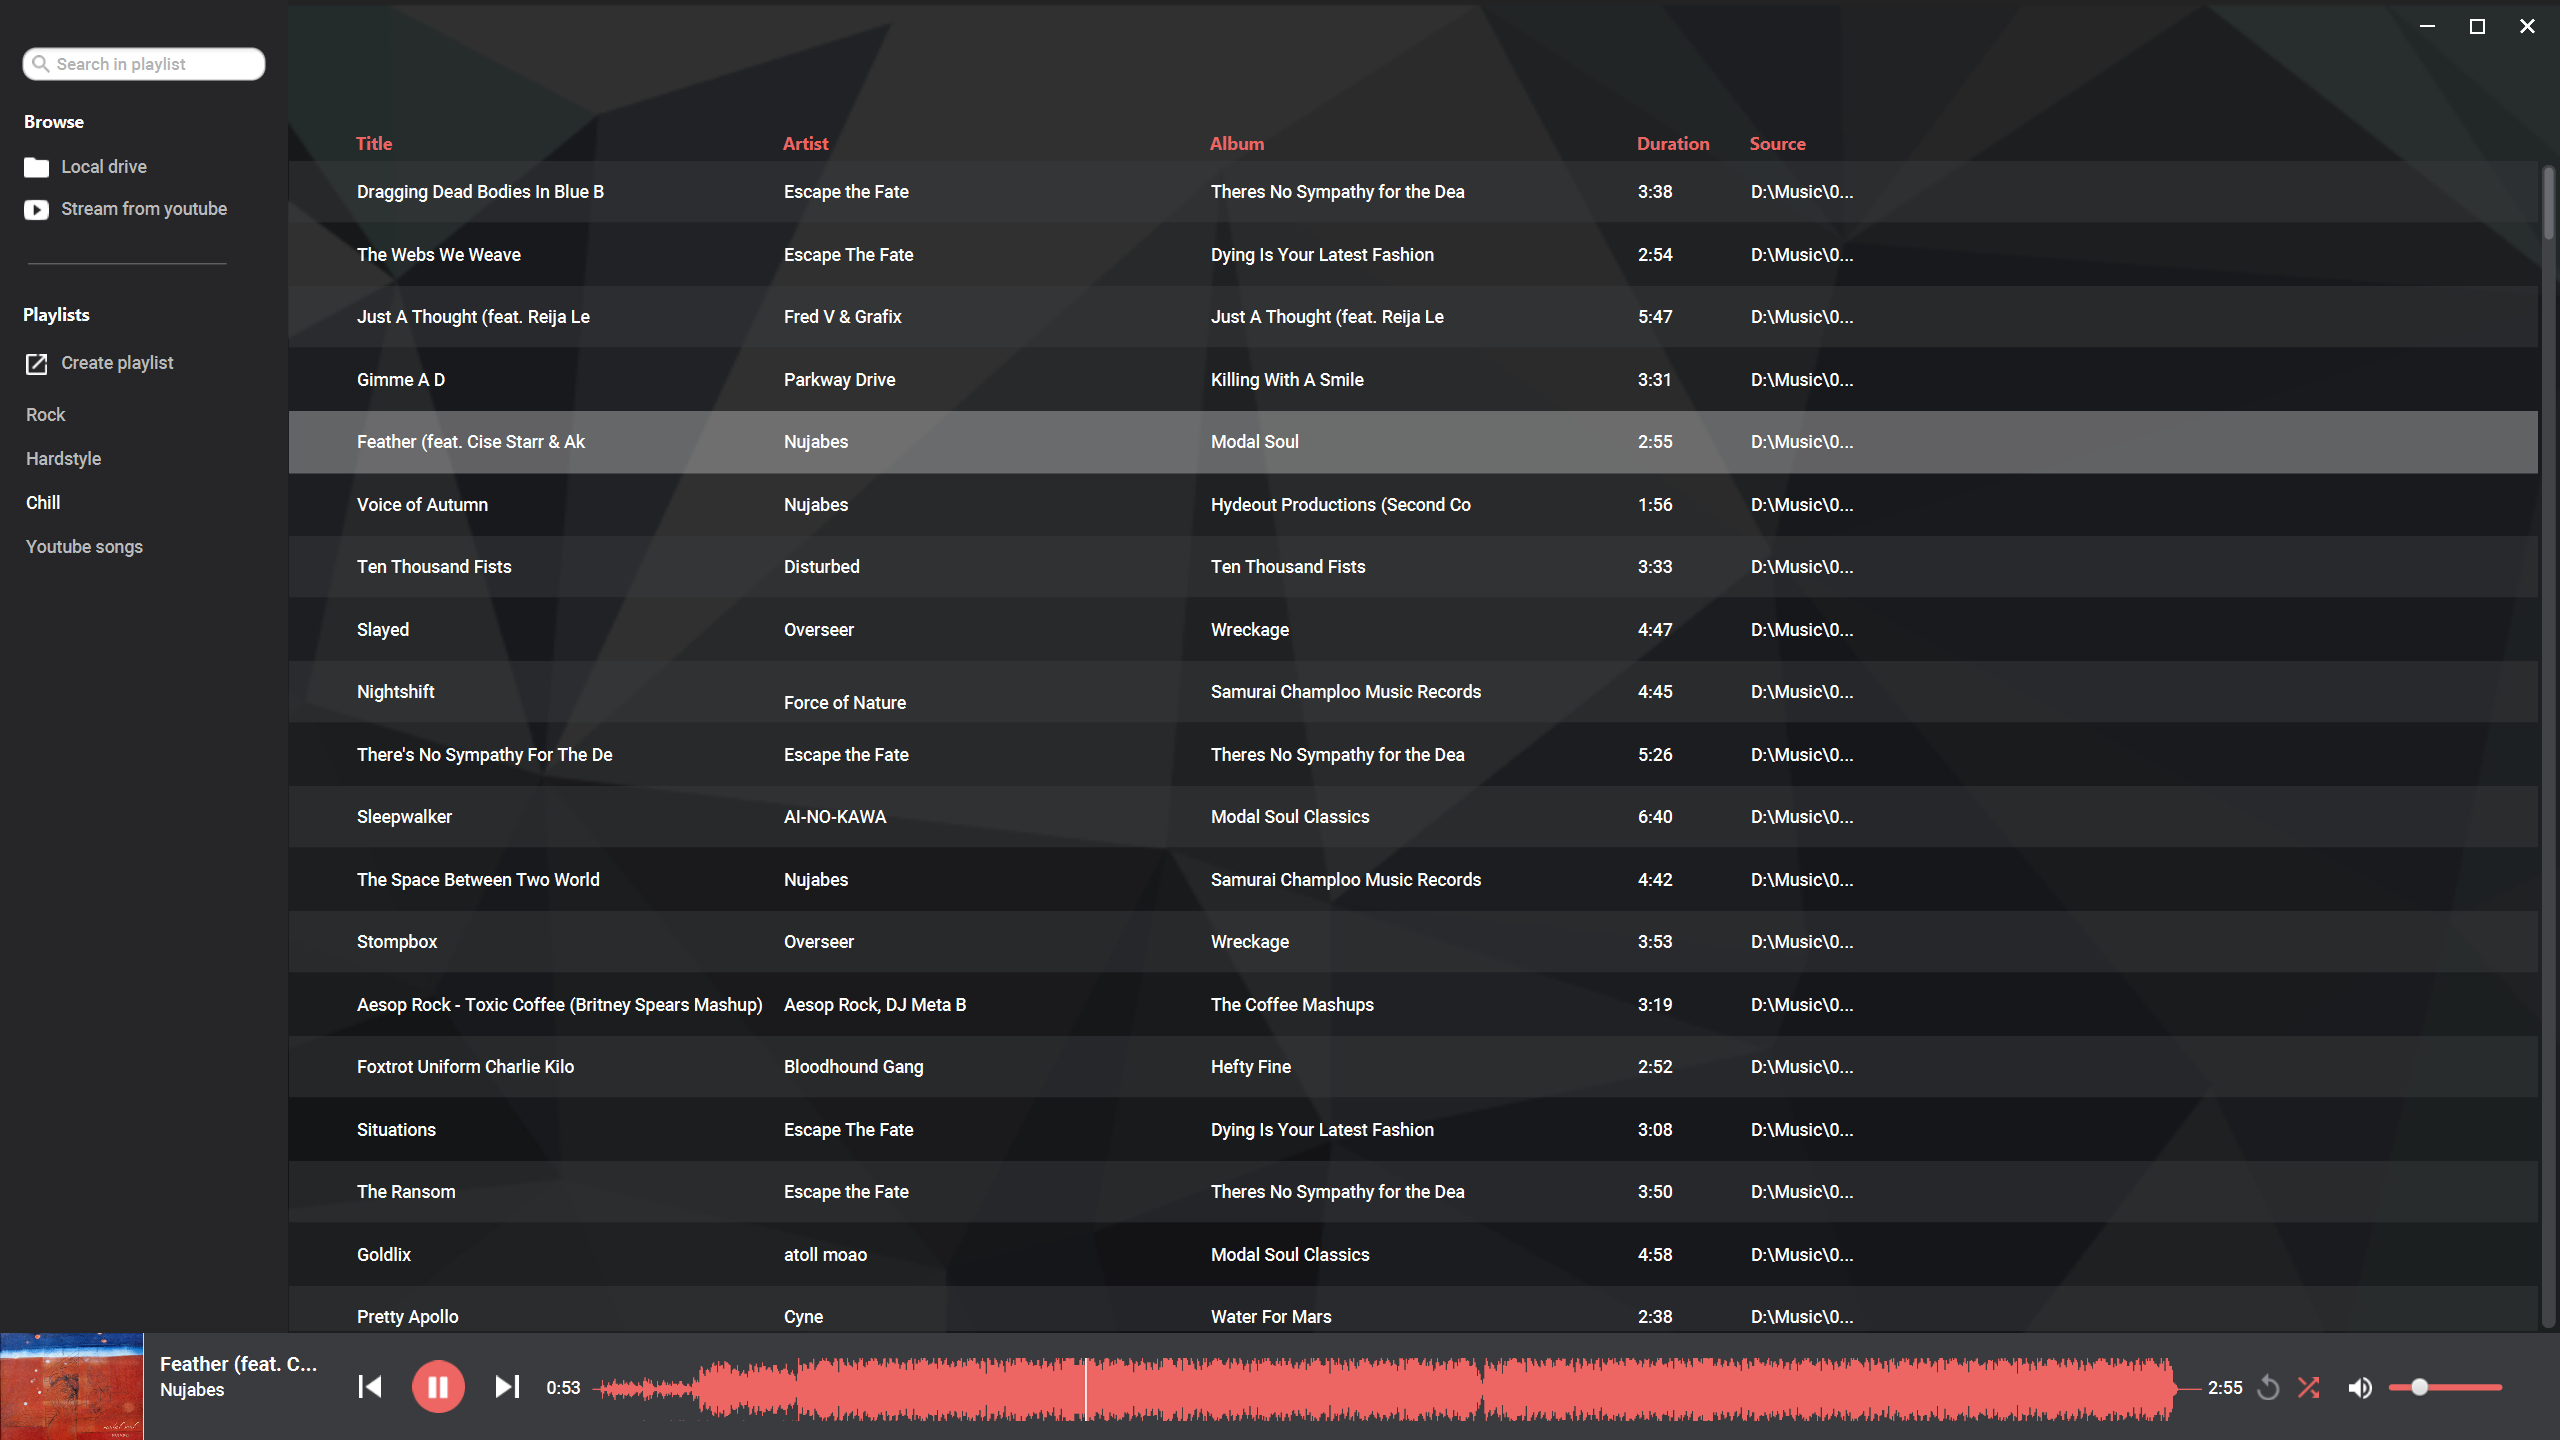 Search in playlist
Browse
Local drive
Stream from youtube
Playlists
Create playlist
Rock
Hardstyle
Chill
Youtube songs
Title Artist Album Duration Source
Dragging Dead Bodies In Blue B Escape the Fate Theres No Sympathy for the Dea 3:38 D:\Music\0...
The Webs We Weave Escape The Fate Dying Is Your Latest Fashion 2:54 D:\Music\0...
Just A Thought (feat. Reija Le Fred V & Grafix Just A Thought (feat. Reija Le 5:47 D:\Music\0...
Gimme A D Parkway Drive Killing With A Smile 3:31 D:\Music\0...
Feather (feat. Cise Starr & Ak Nujabes Modal Soul 2:55 D:\Music\0...
Voice of Autumn Nujabes Hydeout Productions (Second Co 1:56 D:\Music\0...
Ten Thousand Fists Disturbed Ten Thousand Fists 3:33 D:\Music\0...
Slayed Overseer Wreckage 4:47 D:\Music\0...
Nightshift Force of Nature Samurai Champloo Music Records 4:45 D:\Music\0...
There's No Sympathy For The De Escape the Fate Theres No Sympathy for the Dea 5:26 D:\Music\0...
Sleepwalker AI-NO-KAWA Modal Soul Classics 6:40 D:\Music\0...
The Space Between Two World Nujabes Samurai Champloo Music Records 4:42 D:\Music\0...
Stompbox Overseer Wreckage 3:53 D:\Music\0...
Aesop Rock - Toxic Coffee (Britney Spears Mashup) Aesop Rock, DJ Meta B The Coffee Mashups 3:19 D:\Music\0...
Foxtrot Uniform Charlie Kilo Bloodhound Gang Hefty Fine 2:52 D:\Music\0...
Situations Escape The Fate Dying Is Your Latest Fashion 3:08 D:\Music\0...
The Ransom Escape the Fate Theres No Sympathy for the Dea 3:50 D:\Music\0...
Goldlix atoll moao Modal Soul Classics 4:58 D:\Music\0...
Pretty Apollo Cyne Water For Mars 2:38 D:\Music\0...
Feather (feat. C...
Nujabes
0:53 2:55